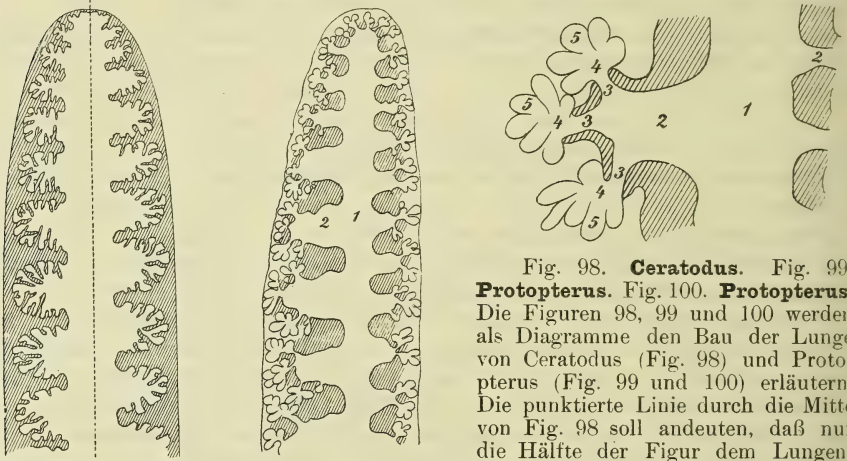 5
4
3
5
4
3
2
1
2
3
4
5
2
1
Fig. 98. Ceratodus. Fig. 99
Protopterus. Fig. 100. Protopterus
Die Figuren 98, 99 und 100 werden
als Diagramme den Bau der Lunge
von Ceratodus (Fig. 98) und Proto
pterus (Fig. 99 und 100) erläutern
Die punktierte Linie durch die Mitte
von Fig. 98 soll andeuten, daß nur
die Hälfte der Figur dem Lungen